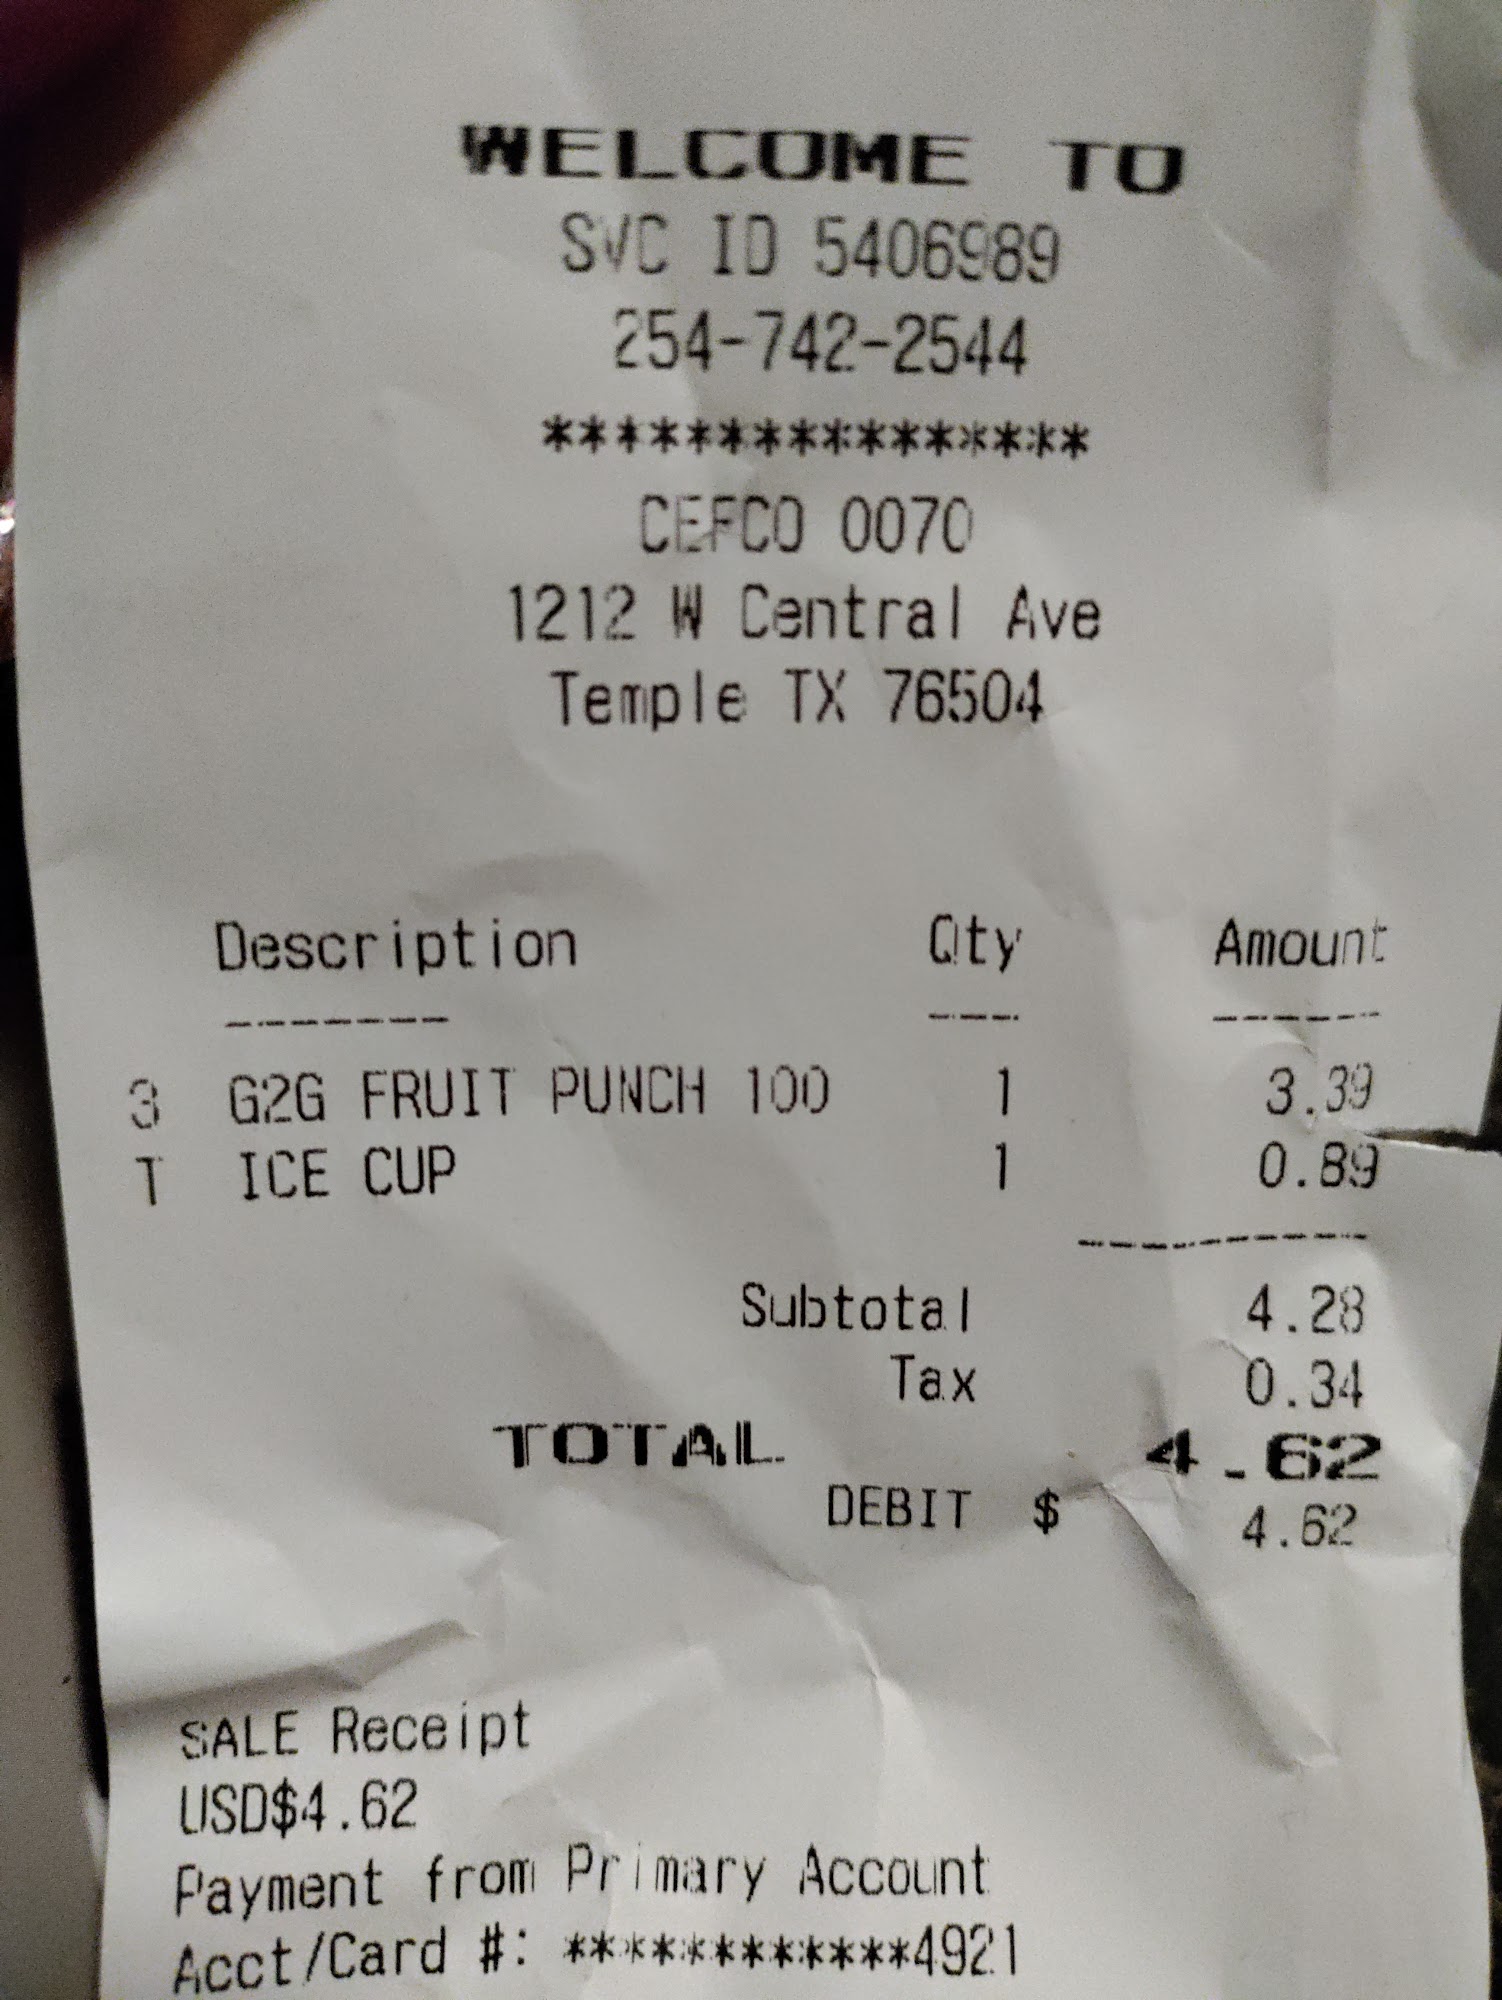 WELCOME TO
SVC ID 5406989
254-742-2544
****************
CEFCO 0070
1212 W Central Ave
Temple TX 76504
Description Qty Amount
------- --- ------
3 G2G FRUIT PUNCH 100 1 3.39
T ICE CUP 1 0.89
---------
Subtotal 4.28
Tax 0.34
TOTAL 4.62
DEBIT $ 4.62
SALE Receipt
USD$4.62
Payment from Primary Account
Acct/Card #: ************4921